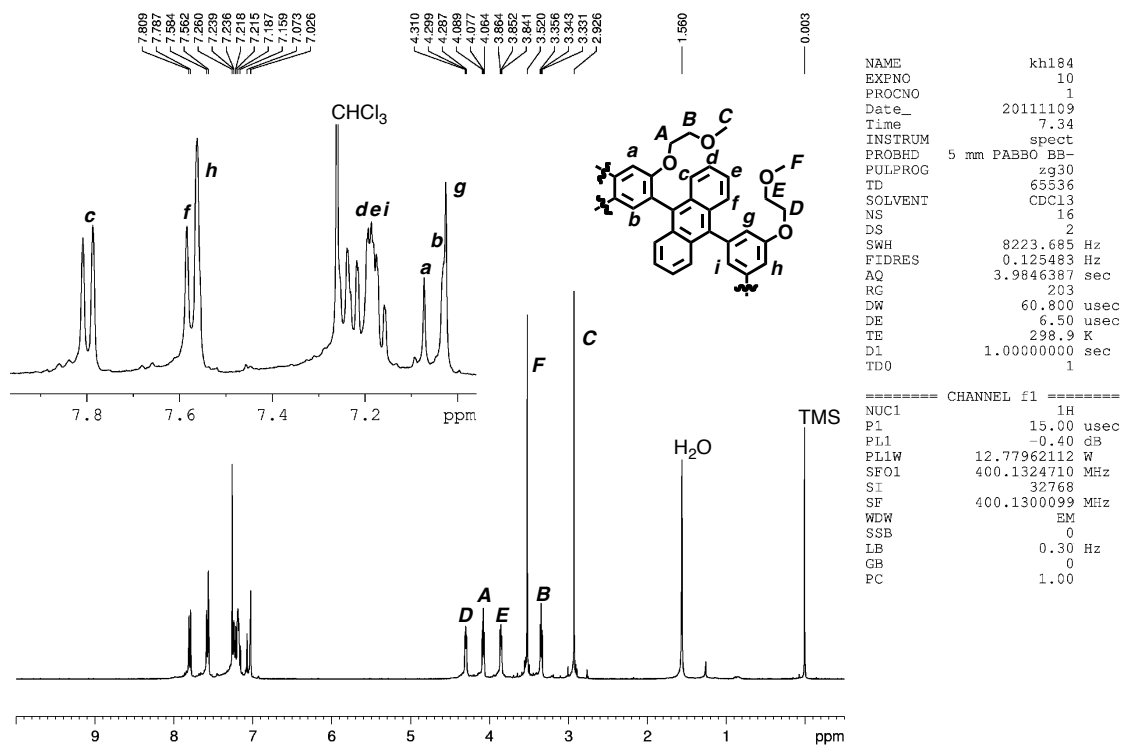 7.809
7.787
7.584
7.562
7.260
7.239
7.236
7.218
7.215
7.187
7.159
7.073
7.026
4.310
4.299
4.287
4.089
4.077
4.064
3.864
3.852
3.841
3.520
3.356
3.343
3.331
2.926
1.560
0.003
NAME kh184
EXPNO 10
PROCNO 1
Date_ 20111109
Time 7.34
INSTRUM spect
PROBHD 5 mm PABBO BB-
PULPROG zg30
TD 65536
SOLVENT CDCl3
NS 16
DS 2
SWH 8223.685 Hz
FIDRES 0.125483 Hz
AQ 3.9846387 sec
RG 203
DW 60.800 usec
DE 6.50 usec
TE 298.9 K
D1 1.00000000 sec
TD0 1
======== CHANNEL f1 ========
NUC1 1H
P1 15.00 usec
PL1 -0.40 dB
PL1W 12.77962112 W
SFO1 400.1324710 MHz
SI 32768
SF 400.1300099 MHz
WDW EM
SSB 0
LB 0.30 Hz
GB 0
PC 1.00
CHCl3
c
f
h
d e i
a
b
g
7.8 7.6 7.4 7.2 ppm
A
B
C
O
O
a
b
c
d
e
f
F
O
E
D
O
g
h
i
D
A
E
F
B
C
H2O
TMS
9 8 7 6 5 4 3 2 1 ppm